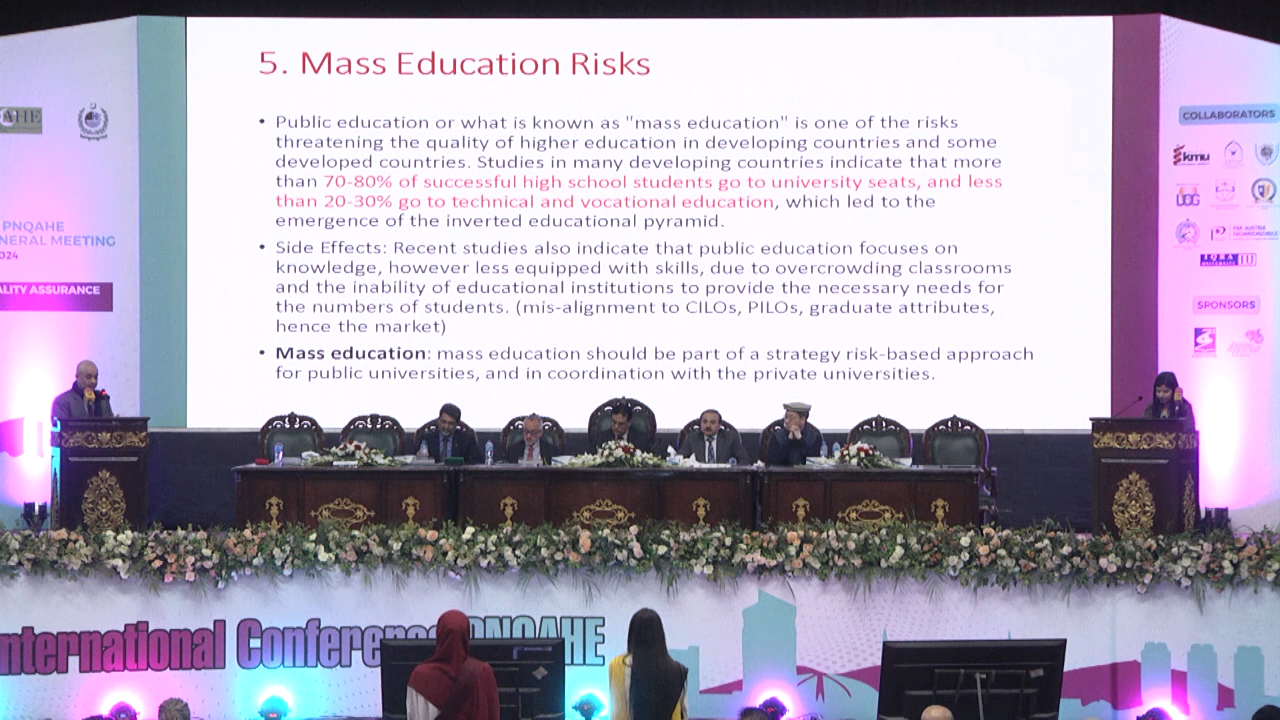 5. Mass Education Risks
• Public education or what is known as "mass education" is one of the risks
threatening the quality of higher education in developing countries and some
developed countries. Studies in many developing countries indicate that more
than 70-80% of successful high school students go to university seats, and less
than 20-30% go to technical and vocational education, which led to the
emergence of the inverted educational pyramid.
• Side Effects: Recent studies also indicate that public education focuses on
knowledge, however less equipped with skills, due to overcrowding classrooms
and the inability of educational institutions to provide the necessary needs for
the numbers of students. (mis-alignment to CILOs, PILOs, graduate attributes,
hence the market)
• Mass education: mass education should be part of a strategy risk-based approach
for public universities, and in coordination with the private universities.
AHE
PNQAHE
NERAL MEETING
024
ALITY ASSURANCE
COLLABORATORS
kmu
UOG
IQRA
IU
SPONSORS
nternational Conference PNQAHE